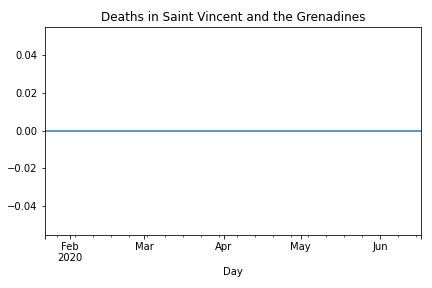 Deaths in Saint Vincent and the Grenadines
0.04
0.02
0.00
−0.02
−0.04
Feb Mar Apr May Jun
2020
Day